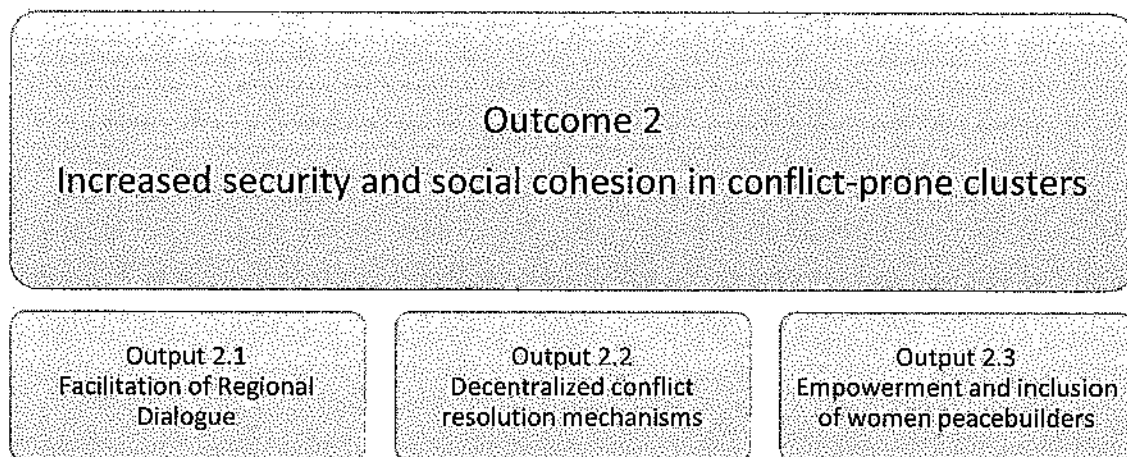 Outcome 2
Increased security and social cohesion in conflict-prone clusters
Output 2.1
Facilitation of Regional
Dialogue
Output 2.2
Decentralized conflict
resolution mechanisms
Output 2.3
Empowerment and inclusion
of women peacebuilders